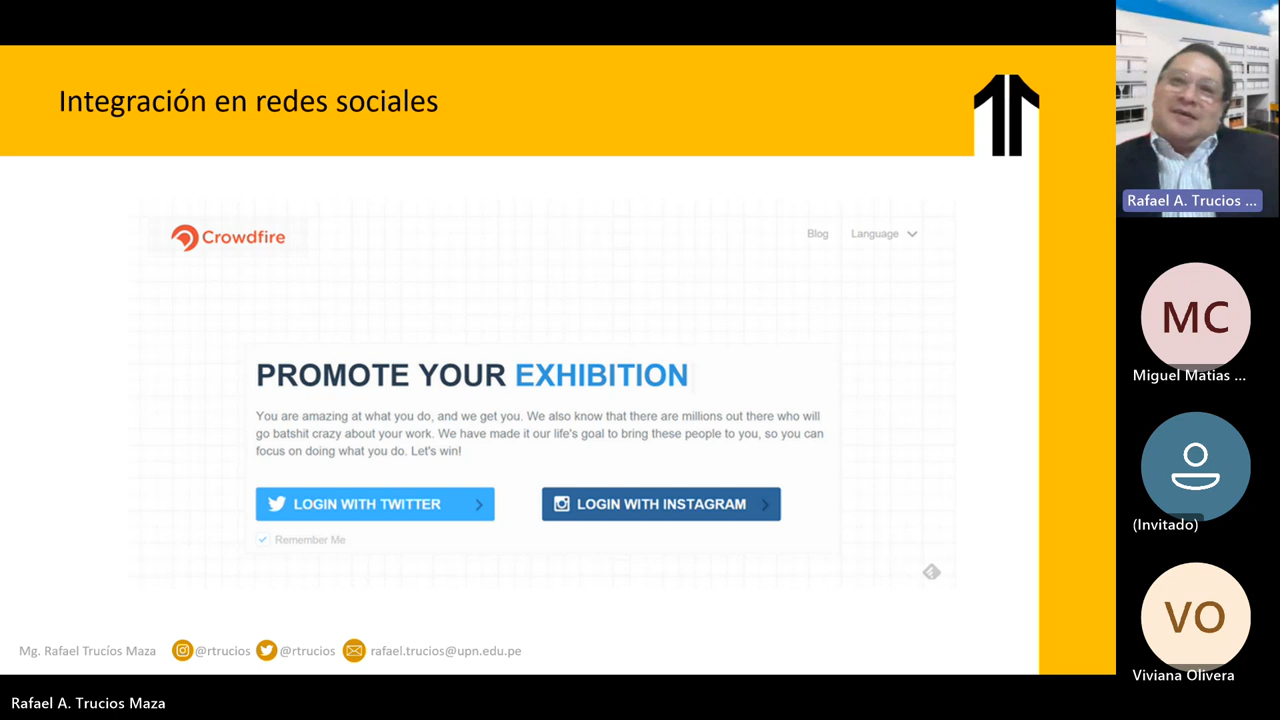 Integración en redes sociales
Crowdfire
Blog
Language
PROMOTE YOUR EXHIBITION
You are amazing at what you do, and we get you. We also know that there are millions out there who will
go batshit crazy about your work. We have made it our life's goal to bring these people to you, so you can
focus on doing what you do. Let's win!
LOGIN WITH TWITTER
LOGIN WITH INSTAGRAM
Remember Me
Mg. Rafael Trucíos Maza
@rtrucios
@rtrucios
rafael.trucios@upn.edu.pe
Rafael A. Trucios Maza
Rafael A. Trucios ...
MC
Miguel Matias ...
(Invitado)
VO
Viviana Olivera